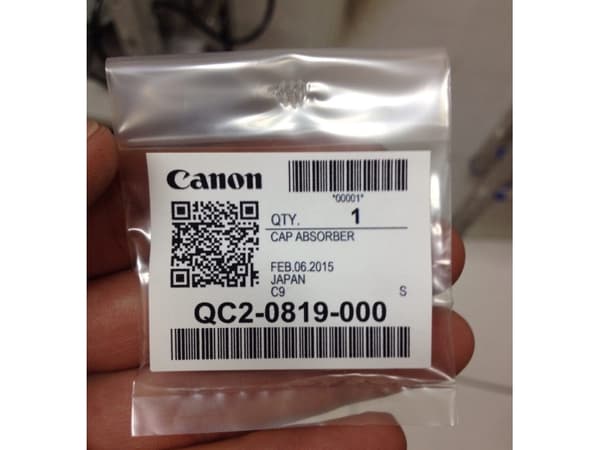 Canon
*00001*
QTY. 1
CAP ABSORBER
FEB.06.2015
JAPAN
C9 S
QC2-0819-000